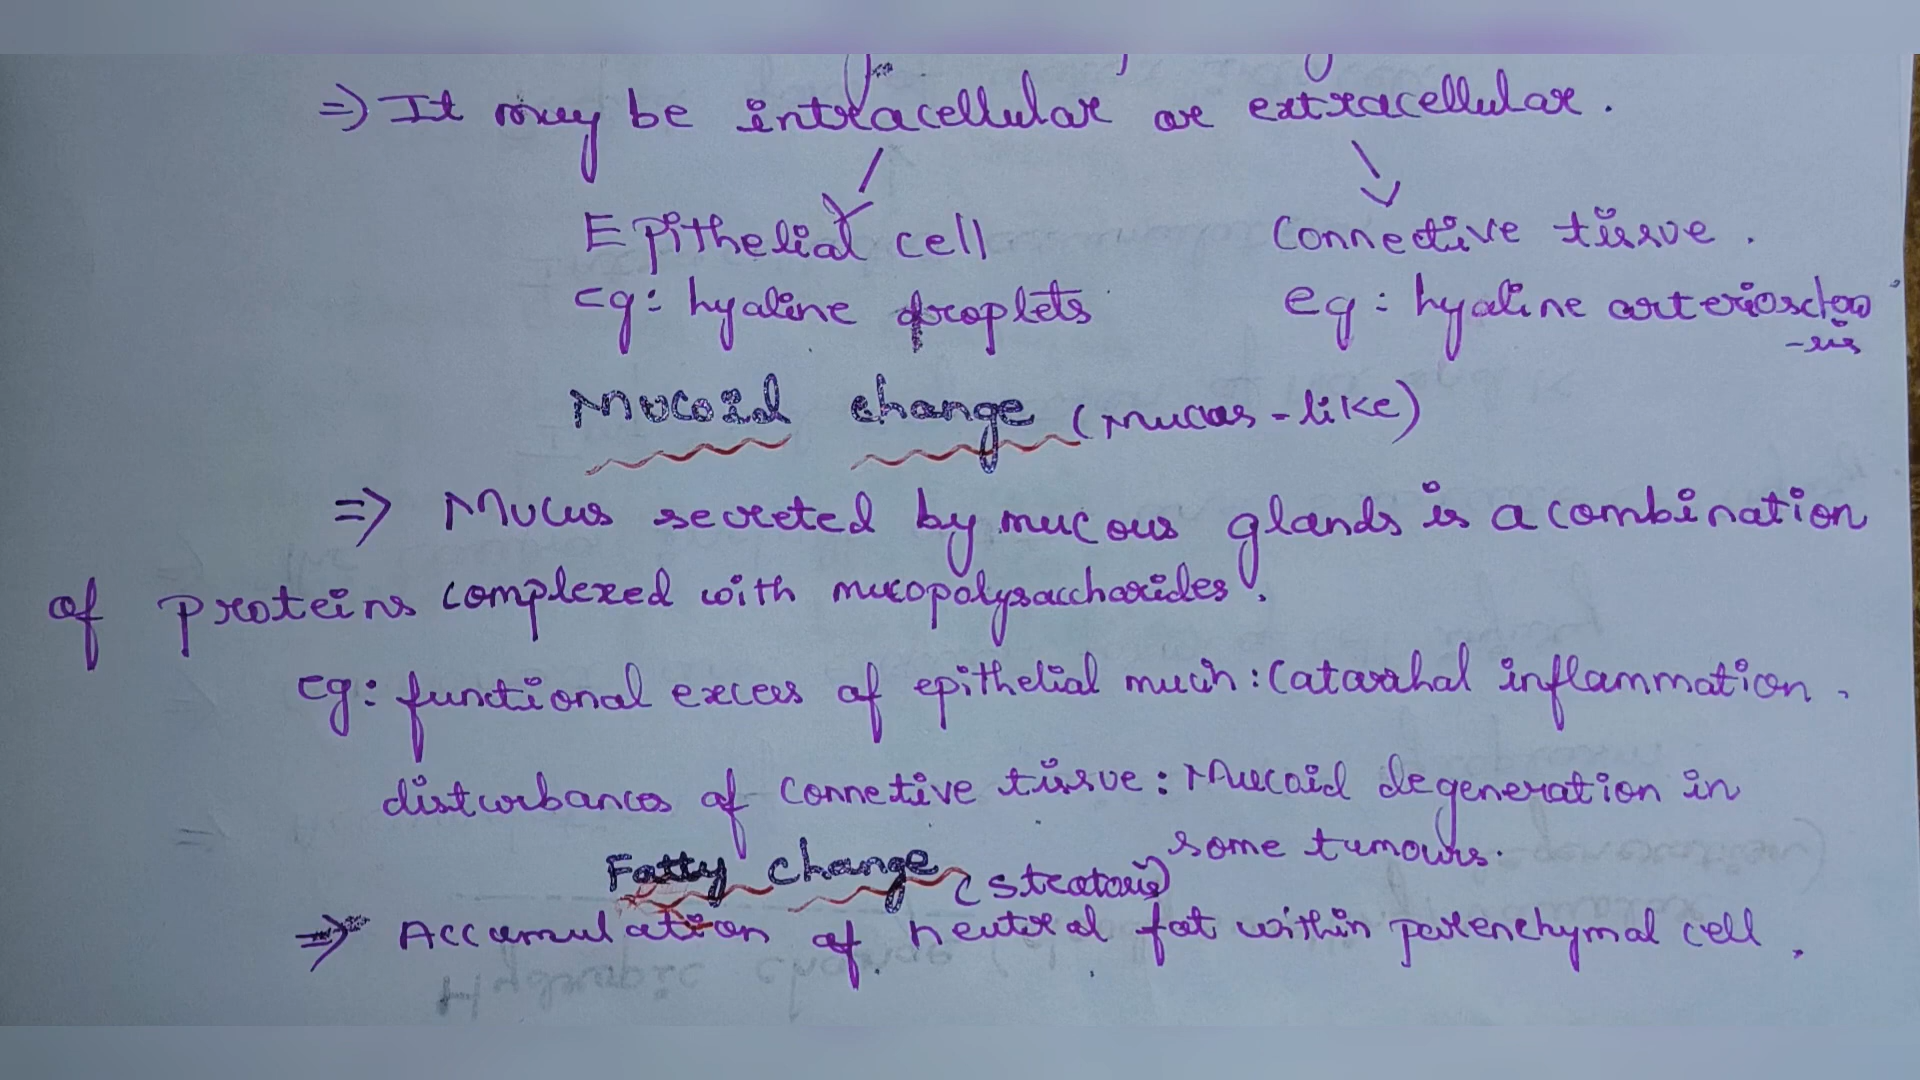 => It may be intracellular or extracellular.
Epithelial cell Connective tissue.
eg: hyaline droplets eg: hyaline arterioscloro
-sis
Mucoid change (Mucus-like)
=> Mucus secreted by mucous glands is a combination
of proteins complexed with mucopolysaccharides.
eg: functional excess of epithelial mucin: Catarrhal inflammation.
disturbances of connetive tissue: Mucoid degeneration in
some tumours.
Fatty change (steatosis)
=> Accumulation of neutral fat within parenchymal cell.